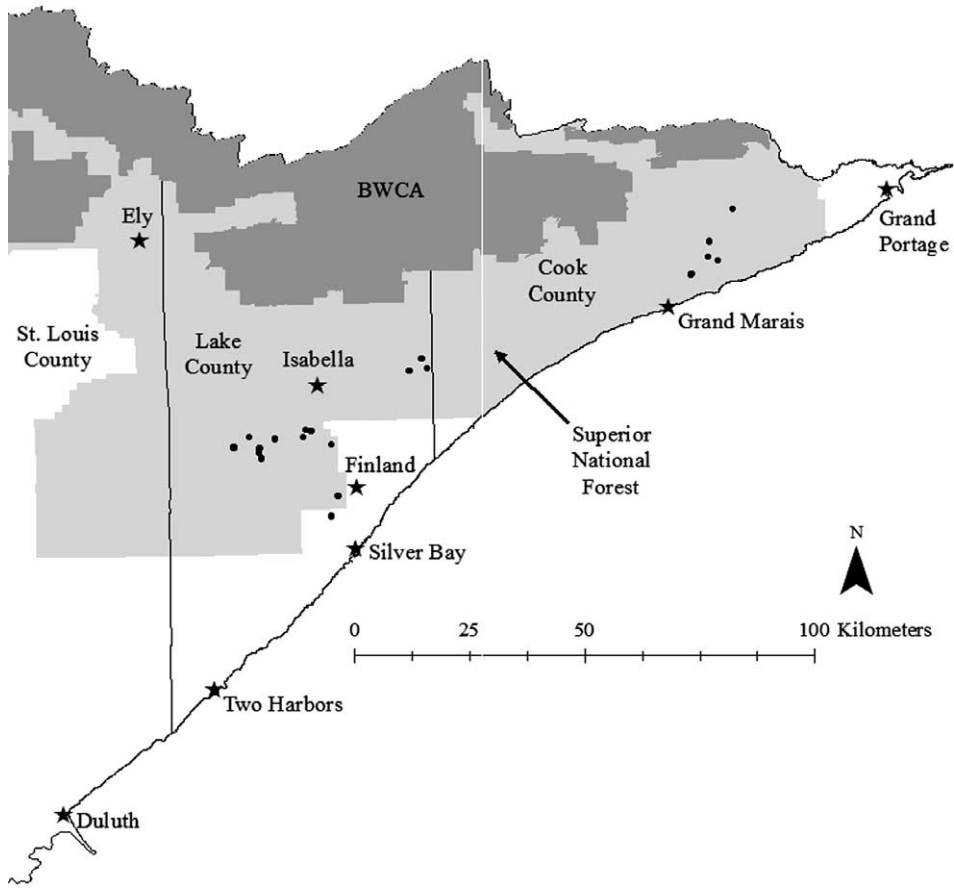 BWCA
Ely
Grand
Portage
Cook
County
St. Louis
County
Lake
County
Isabella
Grand Marais
Superior
National
Forest
Finland
Silver Bay
N
0 25 50 100 Kilometers
Two Harbors
Duluth